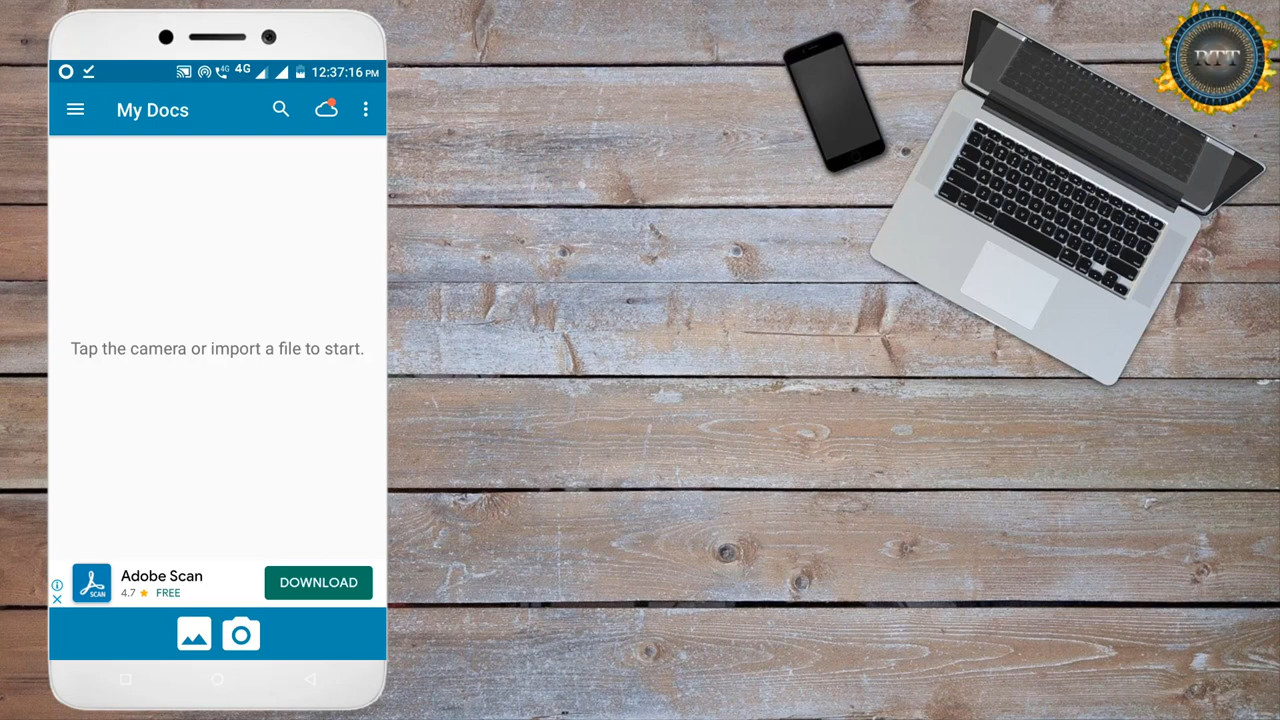 4G 4G 12:37:16 PM
My Docs
Tap the camera or import a file to start.
Adobe Scan
4.7 ★ FREE
DOWNLOAD
SCAN
RTT